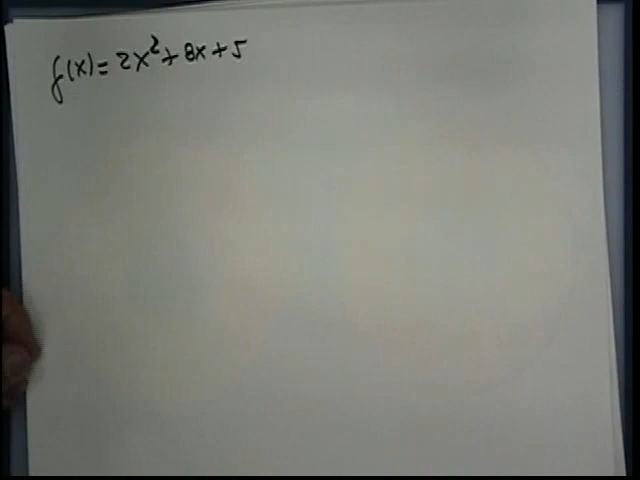 f(x) = 2x² + 8x + 5